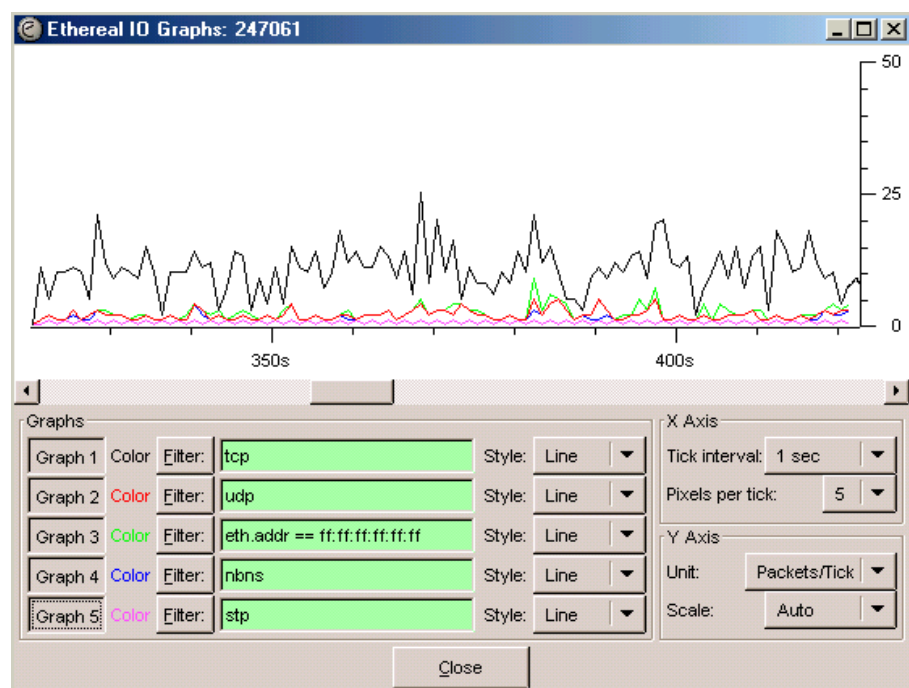 Ethereal IO Graphs: 247061
50
25
0
350s 400s
Graphs
Graph 1 Color Filter: tcp Style: Line
Graph 2 Color Filter: udp Style: Line
Graph 3 Color Filter: eth.addr == ff:ff:ff:ff:ff:ff Style: Line
Graph 4 Color Filter: nbns Style: Line
Graph 5 Color Filter: stp Style: Line
X Axis
Tick interval: 1 sec
Pixels per tick: 5
Y Axis
Unit: Packets/Tick
Scale: Auto
Close